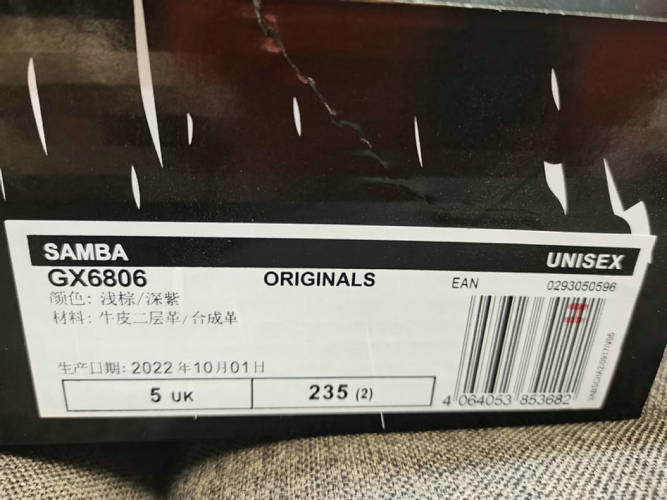 SAMBA
UNISEX
GX6806
ORIGINALS
EAN
0293050596
颜色: 浅棕/深紫
材料: 牛皮二层革/合成革
生产日期: 2022 年10月01日
5 UK
235 (2)
4 064053 853682